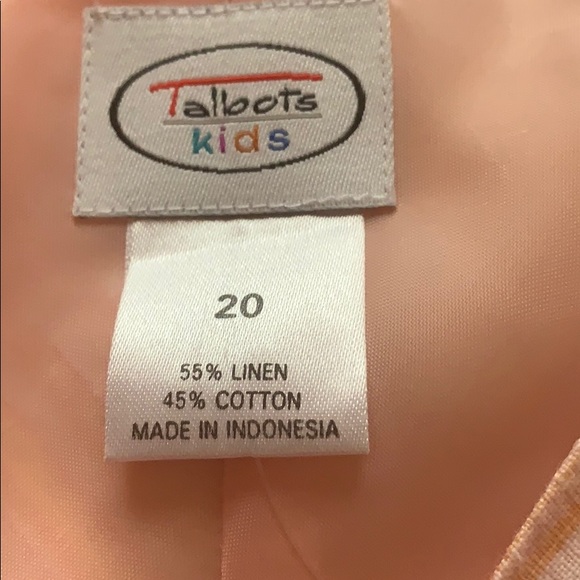 Talbots
kids
20
55% LINEN
45% COTTON
MADE IN INDONESIA